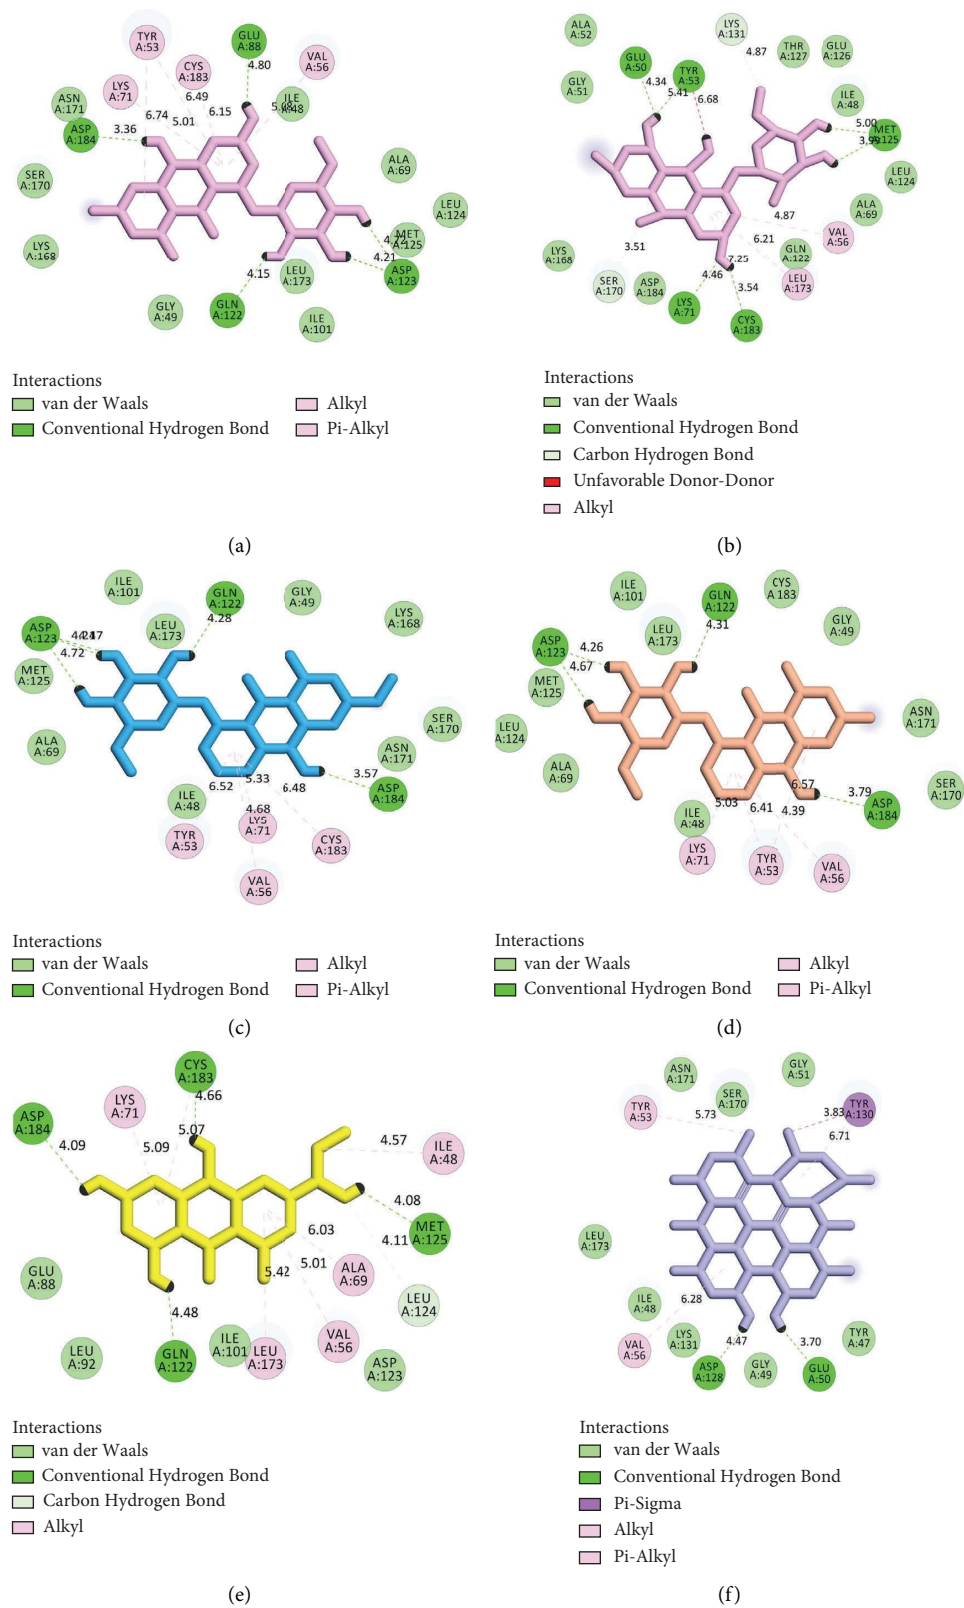 TYR
A:53
GLU
A:88
4.80
CYS
A:183
VAL
A:56
LYS
A:71
6.49
5.08
ILE
A:48
ASN
A:171
ASP
A:184
3.36
6.74
5.01
6.15
SER
A:170
ALA
A:69
LEU
A:124
LYS
A:168
MET
A:125
4.21
ASP
A:123
4.15
LEU
A:173
GLY
A:49
GLN
A:122
ILE
A:101
Interactions
van der Waals
Conventional Hydrogen Bond
Alkyl
Pi-Alkyl
(a)
ALA
A:52
LYS
A:131
4.87
THR
A:127
GLU
A:126
GLU
A:50
TYR
A:53
4.34
5.41
6.68
GLY
A:51
ILE
A:48
5.00
MET
A:125
3.99
LEU
A:124
ALA
A:69
4.87
VAL
A:56
6.21
3.51
7.25
GLN
A:122
LYS
A:168
SER
A:170
ASP
A:184
LEU
A:173
4.46
3.54
LYS
A:71
CYS
A:183
Interactions
van der Waals
Conventional Hydrogen Bond
Carbon Hydrogen Bond
Unfavorable Donor-Donor
Alkyl
(b)
ILE
A:101
GLN
A:122
4.28
GLY
A:49
LYS
A:168
ASP
A:123
4.72
LEU
A:173
MET
A:125
ALA
A:69
SER
A:170
ASN
A:171
3.57
ASP
A:184
ILE
A:48
6.52
5.33
6.48
4.68
TYR
A:53
LYS
A:71
CYS
A:183
VAL
A:56
Interactions
van der Waals
Conventional Hydrogen Bond
Alkyl
Pi-Alkyl
(c)
ILE
A:101
GLN
A:122
4.31
CYS
A:183
GLY
A:49
ASP
A:123
4.26
4.67
LEU
A:173
MET
A:125
LEU
A:124
ALA
A:69
ASN
A:171
SER
A:170
3.79
ASP
A:184
ILE
A:48
5.03
6.41
6.57
4.39
LYS
A:71
TYR
A:53
VAL
A:56
Interactions
van der Waals
Conventional Hydrogen Bond
Alkyl
Pi-Alkyl
(d)
CYS
A:183
4.66
LYS
A:71
ASP
A:184
4.09
5.09
5.07
4.57
ILE
A:48
4.08
MET
A:125
4.11
6.03
5.01
5.42
ALA
A:69
LEU
A:124
GLU
A:88
4.48
LEU
A:92
GLN
A:122
ILE
A:101
LEU
A:173
VAL
A:56
ASP
A:123
Interactions
van der Waals
Conventional Hydrogen Bond
Carbon Hydrogen Bond
Alkyl
(e)
ASN
A:171
GLY
A:51
SER
A:170
TYR
A:53
5.73
3.83
TYR
A:130
6.71
LEU
A:173
ILE
A:48
6.28
VAL
A:56
LYS
A:131
4.47
ASP
A:128
GLY
A:49
3.70
GLU
A:50
TYR
A:47
Interactions
van der Waals
Conventional Hydrogen Bond
Pi-Sigma
Alkyl
Pi-Alkyl
(f)